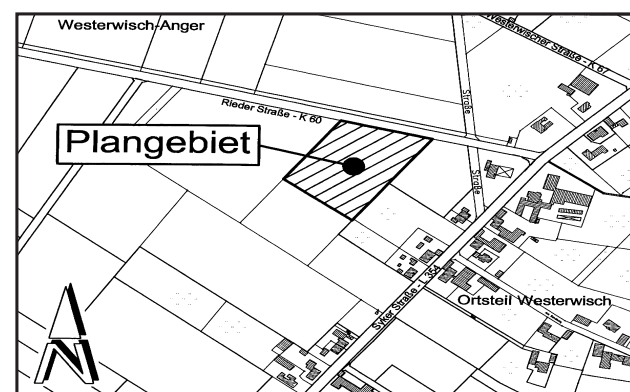 Westerwisch-Anger
Westerwischer Straße - K 67
Rieder Straße - K 60
Straße
Plangebiet
Straße
Syker Straße - L 354
Ortsteil Westerwisch
N